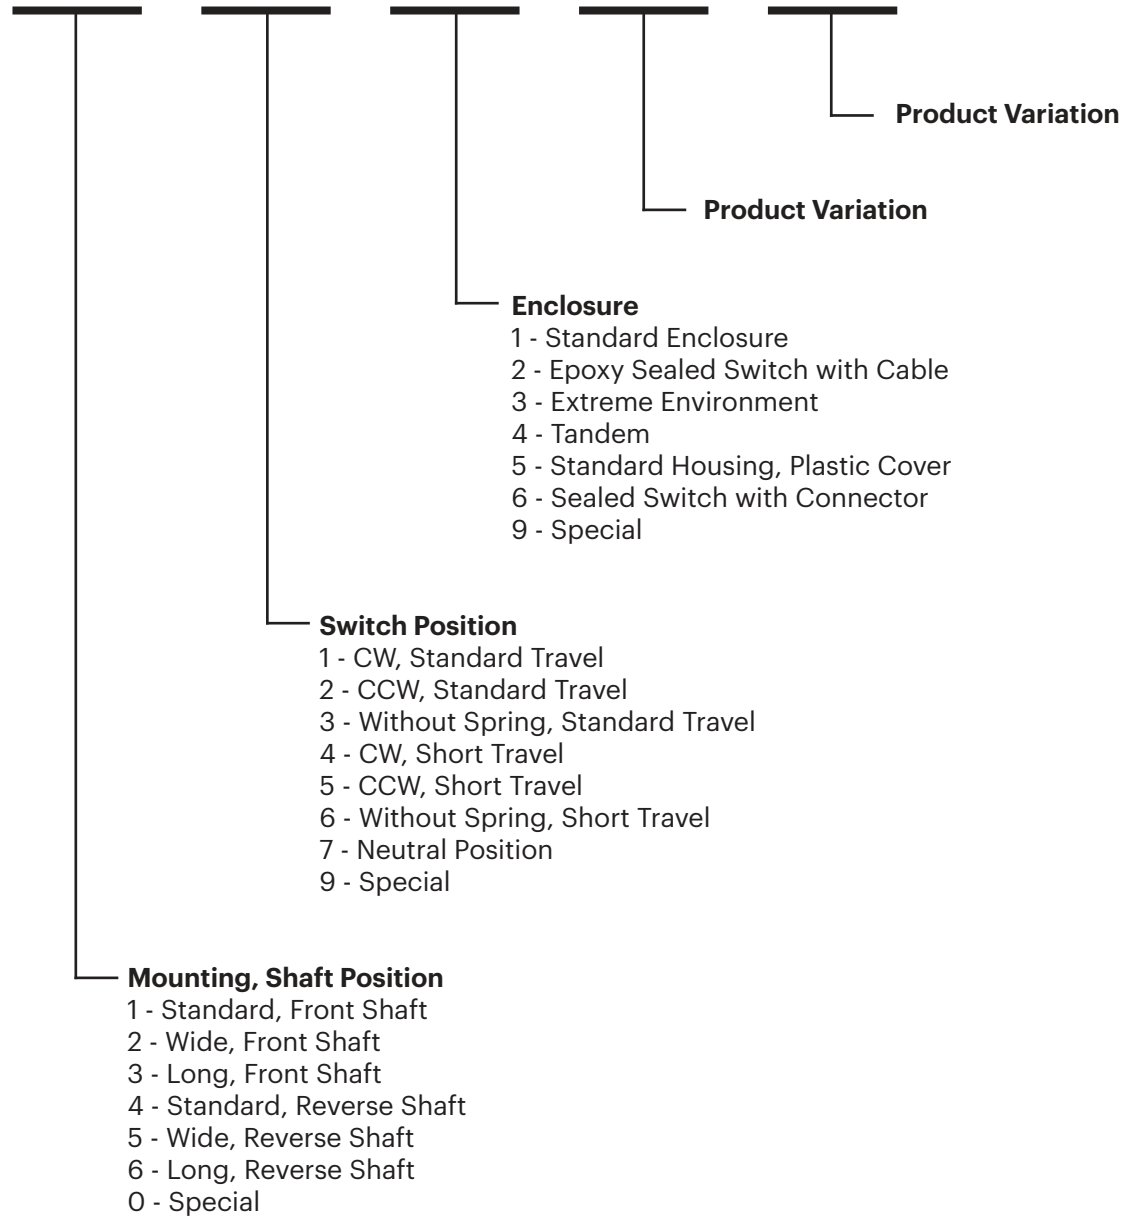 Product Variation
Product Variation
Enclosure
1 - Standard Enclosure
2 - Epoxy Sealed Switch with Cable
3 - Extreme Environment
4 - Tandem
5 - Standard Housing, Plastic Cover
6 - Sealed Switch with Connector
9 - Special
Switch Position
1 - CW, Standard Travel
2 - CCW, Standard Travel
3 - Without Spring, Standard Travel
4 - CW, Short Travel
5 - CCW, Short Travel
6 - Without Spring, Short Travel
7 - Neutral Position
9 - Special
Mounting, Shaft Position
1 - Standard, Front Shaft
2 - Wide, Front Shaft
3 - Long, Front Shaft
4 - Standard, Reverse Shaft
5 - Wide, Reverse Shaft
6 - Long, Reverse Shaft
0 - Special